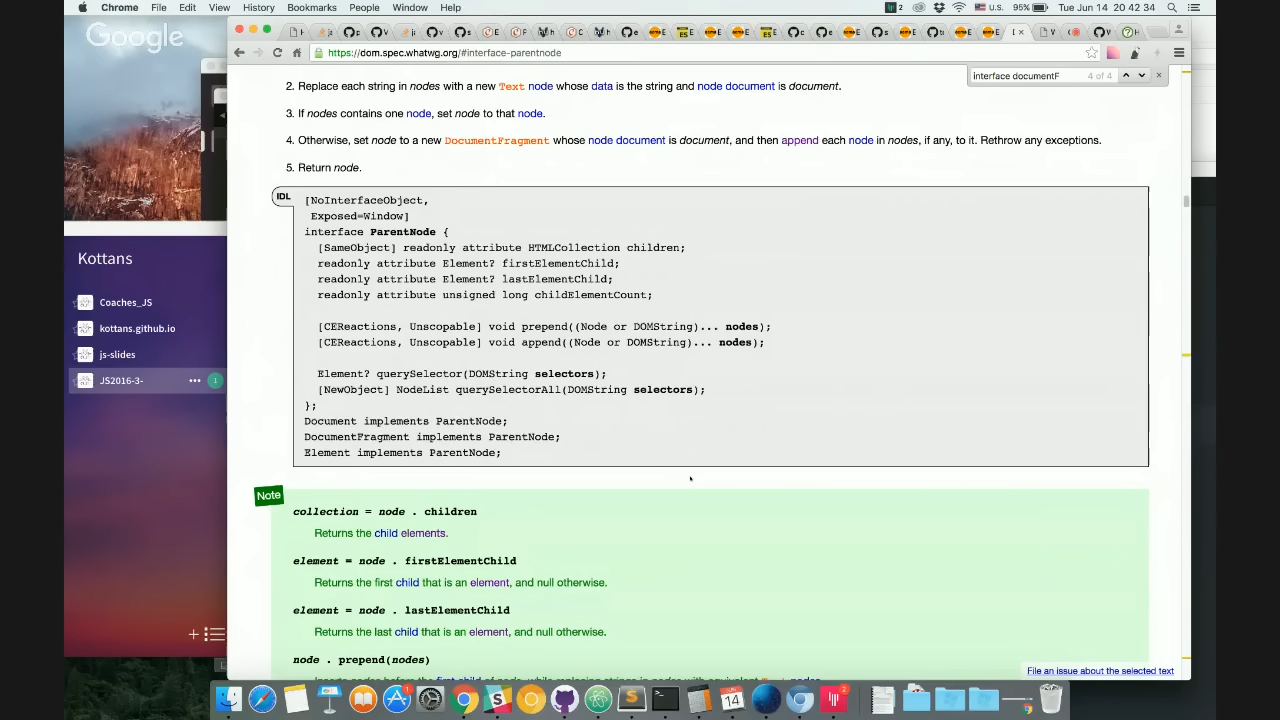 Chrome File Edit View History Bookmarks People Window Help
2 U.S. 95% Tue Jun 14 20 42 34
Google
https://dom.spec.whatwg.org/#interface-parentnode
interface documentF 4 of 4
2. Replace each string in nodes with a new Text node whose data is the string and node document is document.
3. If nodes contains one node, set node to that node.
4. Otherwise, set node to a new DocumentFragment whose node document is document, and then append each node in nodes, if any, to it. Rethrow any exceptions.
5. Return node.
IDL
[NoInterfaceObject,
Exposed=Window]
interface ParentNode {
[SameObject] readonly attribute HTMLCollection children;
readonly attribute Element? firstElementChild;
readonly attribute Element? lastElementChild;
readonly attribute unsigned long childElementCount;
[CEReactions, Unscopable] void prepend((Node or DOMString)... nodes);
[CEReactions, Unscopable] void append((Node or DOMString)... nodes);
Element? querySelector(DOMString selectors);
[NewObject] NodeList querySelectorAll(DOMString selectors);
};
Document implements ParentNode;
DocumentFragment implements ParentNode;
Element implements ParentNode;
Note
collection = node . children
Returns the child elements.
element = node . firstElementChild
Returns the first child that is an element, and null otherwise.
element = node . lastElementChild
Returns the last child that is an element, and null otherwise.
node . prepend(nodes)
File an issue about the selected text
Kottans
Coaches_JS
kottans.github.io
js-slides
JS2016-3- ••• 1
14